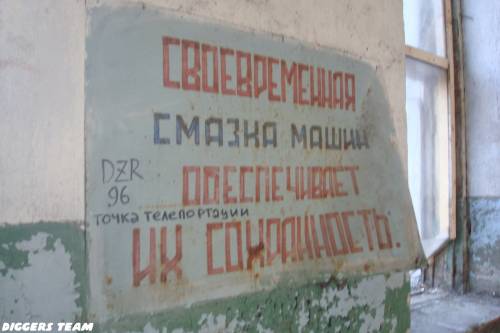 СВОЕВРЕМЕННАЯ
СМАЗКА МАШИН
ОБЕСПЕЧИВАЕТ
ИХ СОХРАННОСТЬ.
DZR
96
точка телепортации
DIGGERS TEAM